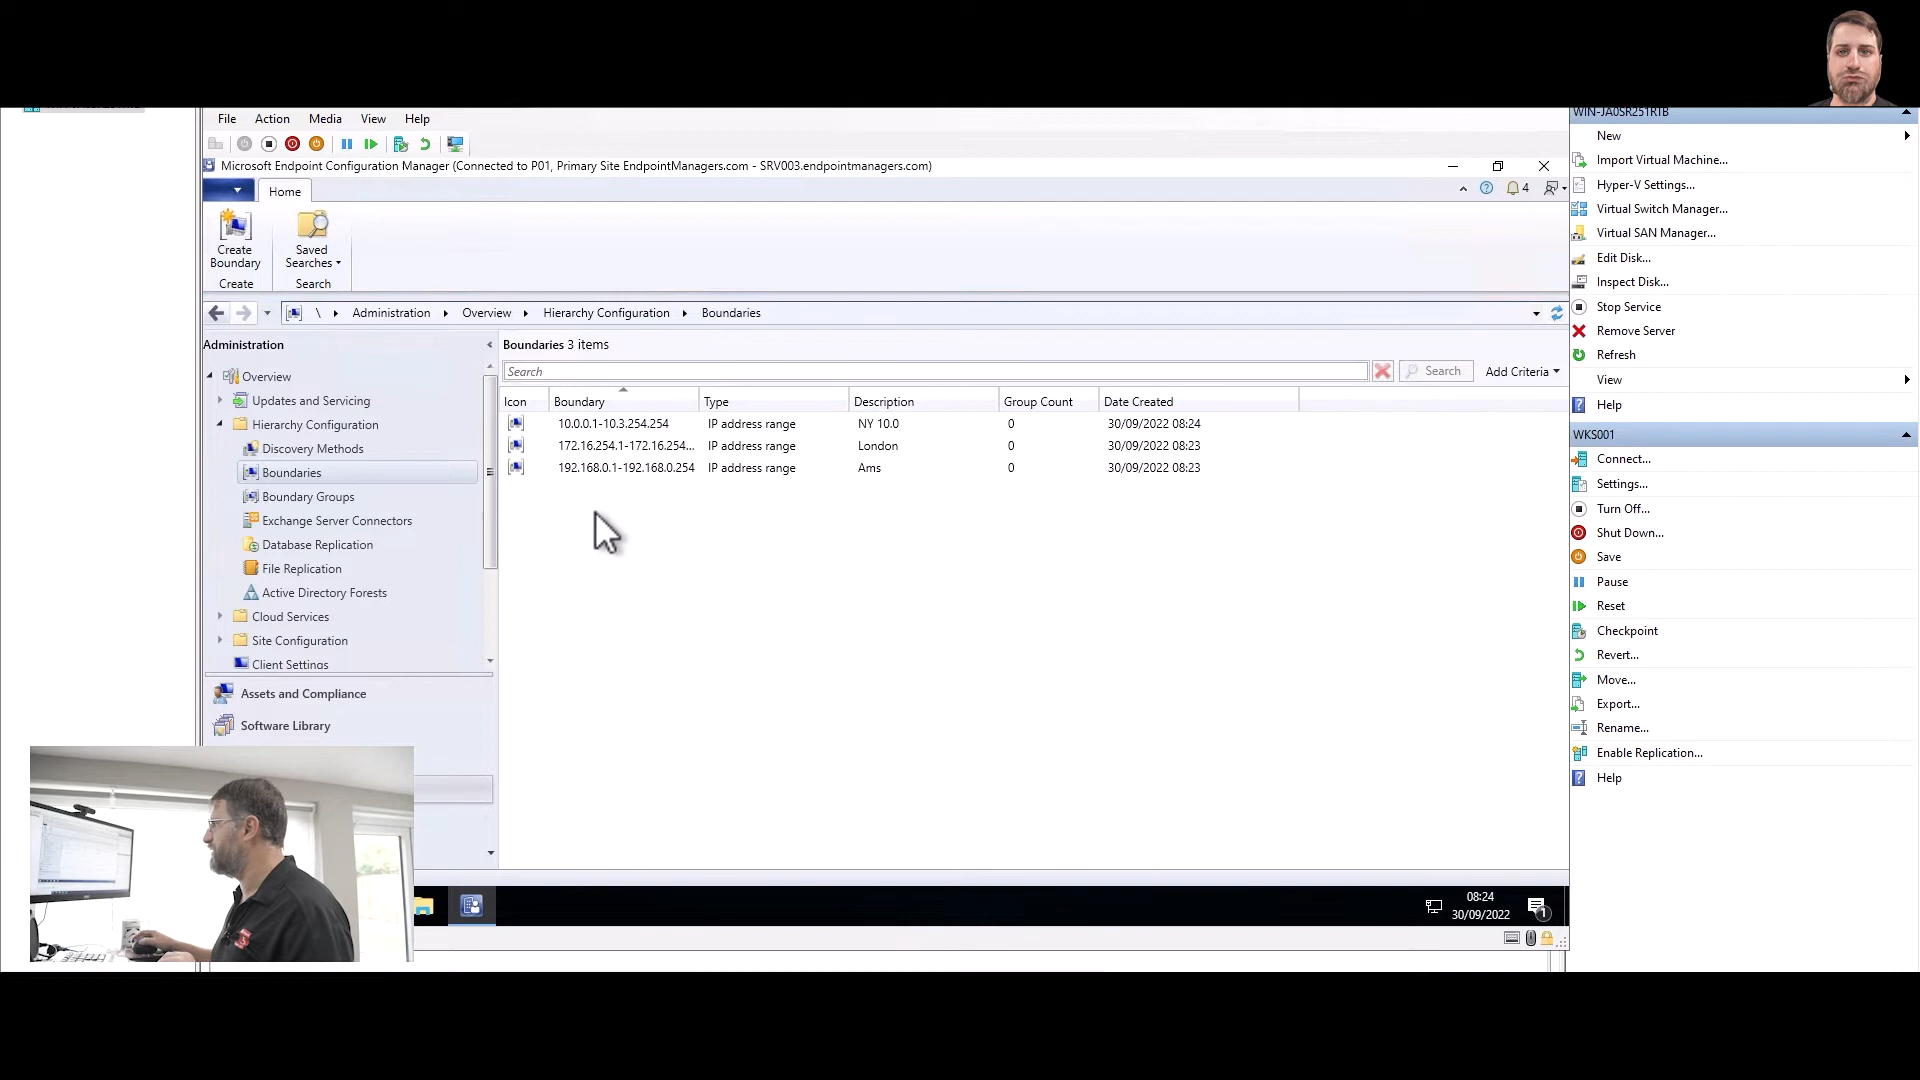 File Action Media View Help
Microsoft Endpoint Configuration Manager (Connected to P01, Primary Site EndpointManagers.com - SRV003.endpointmanagers.com)
Home
4
Create
Boundary
Saved
Searches
Create
Search
\ Administration Overview Hierarchy Configuration Boundaries
Administration
Overview
Updates and Servicing
Hierarchy Configuration
Discovery Methods
Boundaries
Boundary Groups
Exchange Server Connectors
Database Replication
File Replication
Active Directory Forests
Cloud Services
Site Configuration
Client Settings
Assets and Compliance
Software Library
Boundaries 3 items
Search
Search
Add Criteria
Icon Boundary Type Description Group Count Date Created
10.0.0.1-10.3.254.254 IP address range NY 10.0 0 30/09/2022 08:24
172.16.254.1-172.16.254... IP address range London 0 30/09/2022 08:23
192.168.0.1-192.168.0.254 IP address range Ams 0 30/09/2022 08:23
08:24
30/09/2022
1
WIN-JA0SR251RTB
New
Import Virtual Machine...
Hyper-V Settings...
Virtual Switch Manager...
Virtual SAN Manager...
Edit Disk...
Inspect Disk...
Stop Service
Remove Server
Refresh
View
Help
WKS001
Connect...
Settings...
Turn Off...
Shut Down...
Save
Pause
Reset
Checkpoint
Revert...
Move...
Export...
Rename...
Enable Replication...
Help